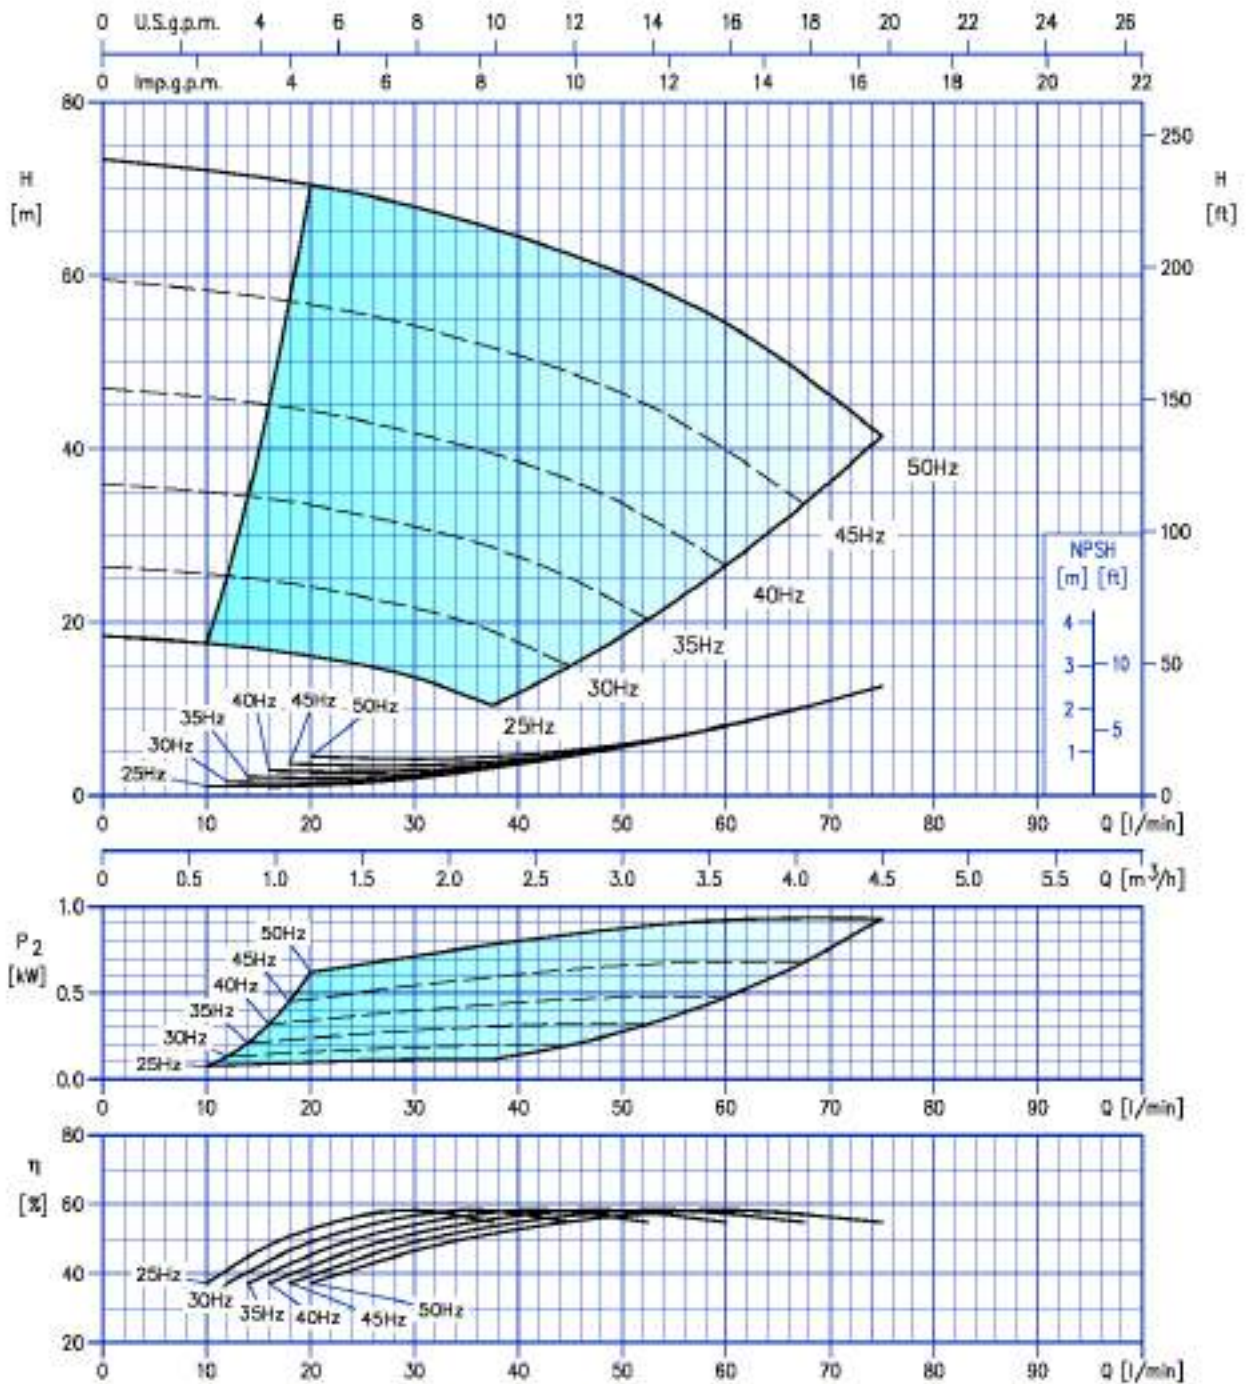 0 U.S.g.p.m. 4 6 8 10 12 14 16 18 20 22 24 26
0 Imp.g.p.m. 4 6 8 10 12 14 16 18 20 22
80
250
H
[m]
H
[ft]
60
200
150
40
50Hz
45Hz
100
NPSH
[m] [ft]
40Hz
20
4
35Hz
3
10
50
30Hz
40Hz
45Hz
50Hz
35Hz
25Hz
2
5
30Hz
1
25Hz
0
0
0 10 20 30 40 50 60 70 80 90 Q [l/min]
0 0.5 1.0 1.5 2.0 2.5 3.0 3.5 4.0 4.5 5.0 5.5 Q [m³/h]
1.0
P2
[kW]
50Hz
45Hz
40Hz
0.5
35Hz
30Hz
25Hz
0.0
0 10 20 30 40 50 60 70 80 90 Q [l/min]
80
η
[%]
60
40
25Hz
30Hz
35Hz
40Hz
45Hz
50Hz
20
0 10 20 30 40 50 60 70 80 90 Q [l/min]